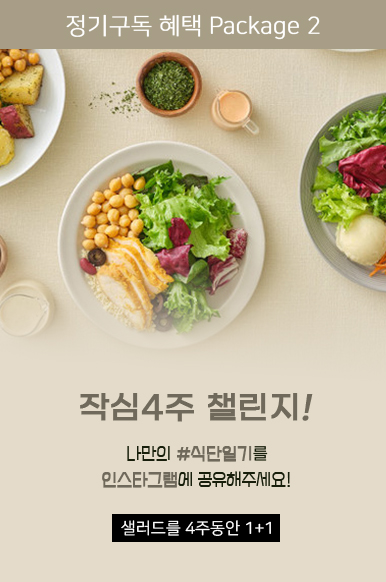 정기구독 혜택 Package 2
작심4주 챌린지!
나만의 #식단일기를
인스타그램에 공유해주세요!
샐러드를 4주동안 1+1